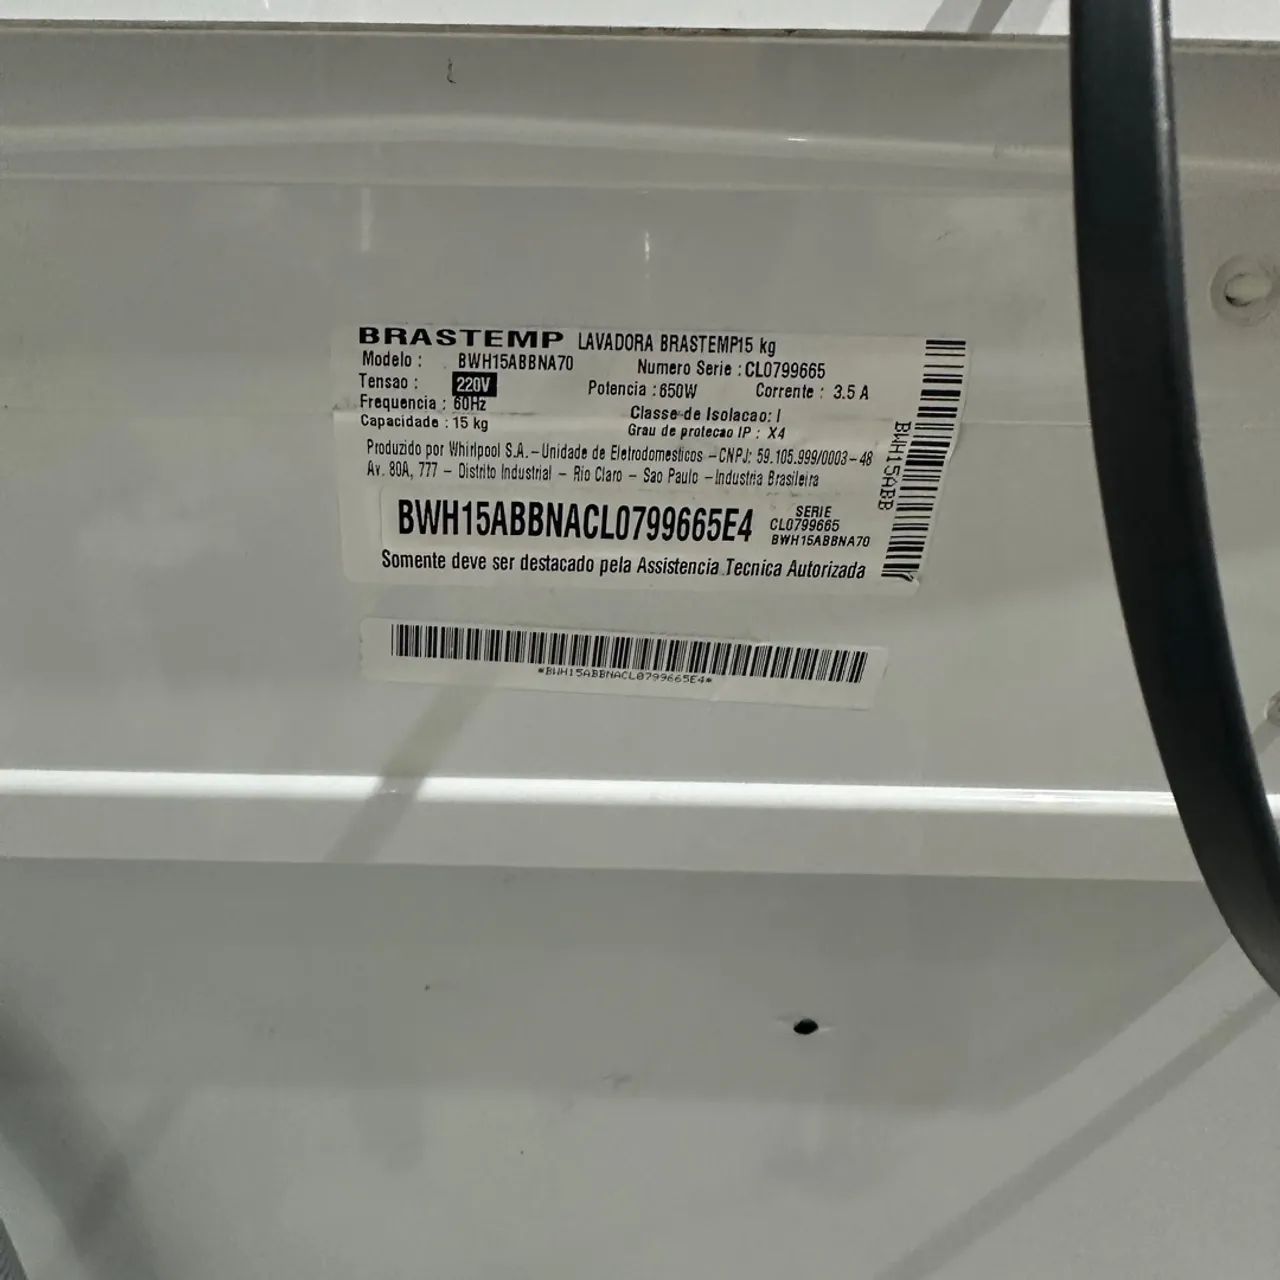 BRASTEMP LAVADORA BRASTEMP15 kg
Modelo : BWH15ABBNA70 Numero Serie : CL0799665
Tensao : 220V Potencia : 650W Corrente : 3.5 A
Frequencia : 60Hz Classe de Isolacao: I
Capacidade : 15 kg Grau de protecao IP : X4
Produzido por Whirlpool S.A. - Unidade de Eletrodomesticos - CNPJ: 59.105.999/0003-48
Av. 80A, 777 - Distrito Industrial - Rio Claro - Sao Paulo - Industria Brasileira
BWH15ABBNACL0799665E4
SERIE
CL0799665
BWH15ABBNA70
Somente deve ser destacado pela Assistencia Tecnica Autorizada
BWH15ABB
*BWH15ABBNACL0799665E4*